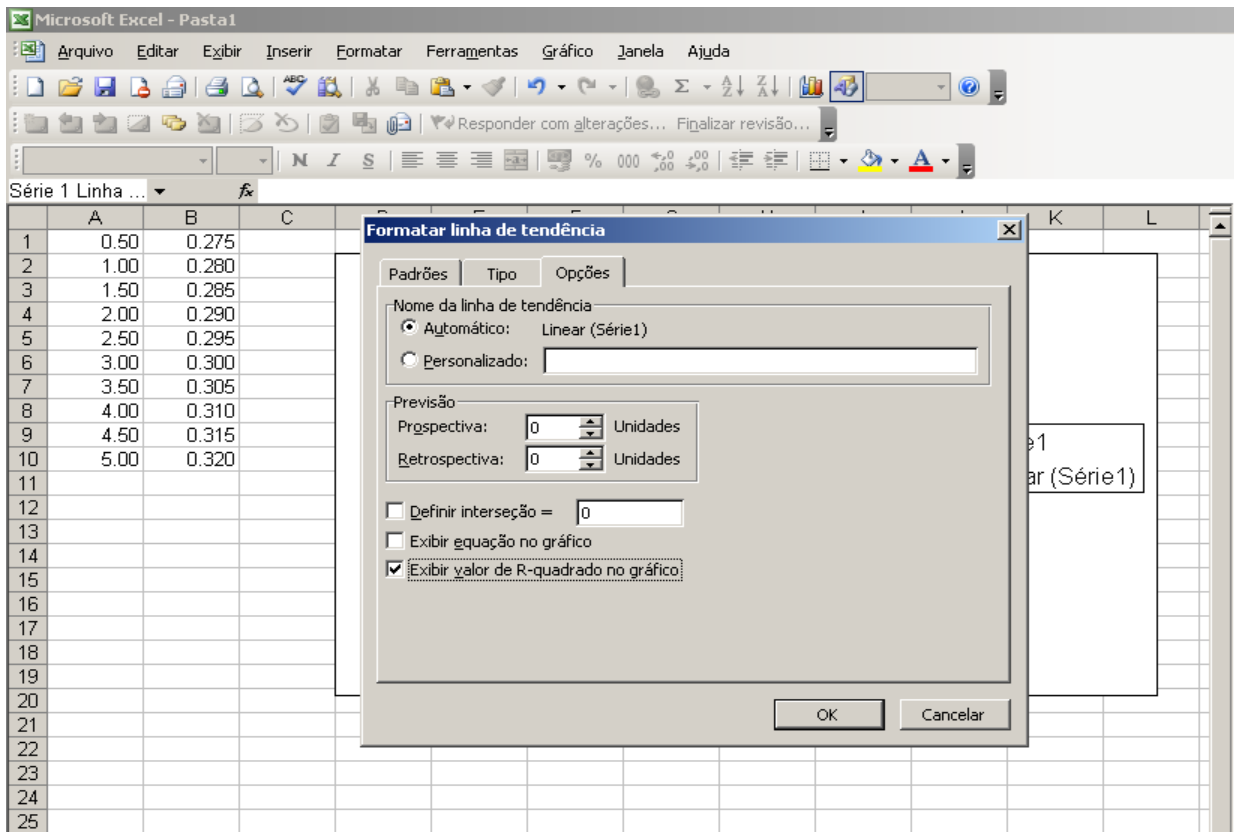 Microsoft Excel - Pasta1
Arquivo Editar Exibir Inserir Formatar Ferramentas Gráfico Janela Ajuda
Responder com alterações... Finalizar revisão...
N I S % 000
Série 1 Linha ... fx
A B C K L
Formatar linha de tendência
Padrões Tipo Opções
Nome da linha de tendência
Automático: Linear (Série1)
Personalizado:
Previsão
Prospectiva: 0 Unidades
Retrospectiva: 0 Unidades
Definir interseção = 0
Exibir equação no gráfico
Exibir valor de R-quadrado no gráfico
OK Cancelar
e1
ar (Série1)
1 0.50 0.275
2 1.00 0.280
3 1.50 0.285
4 2.00 0.290
5 2.50 0.295
6 3.00 0.300
7 3.50 0.305
8 4.00 0.310
9 4.50 0.315
10 5.00 0.320
11
12
13
14
15
16
17
18
19
20
21
22
23
24
25